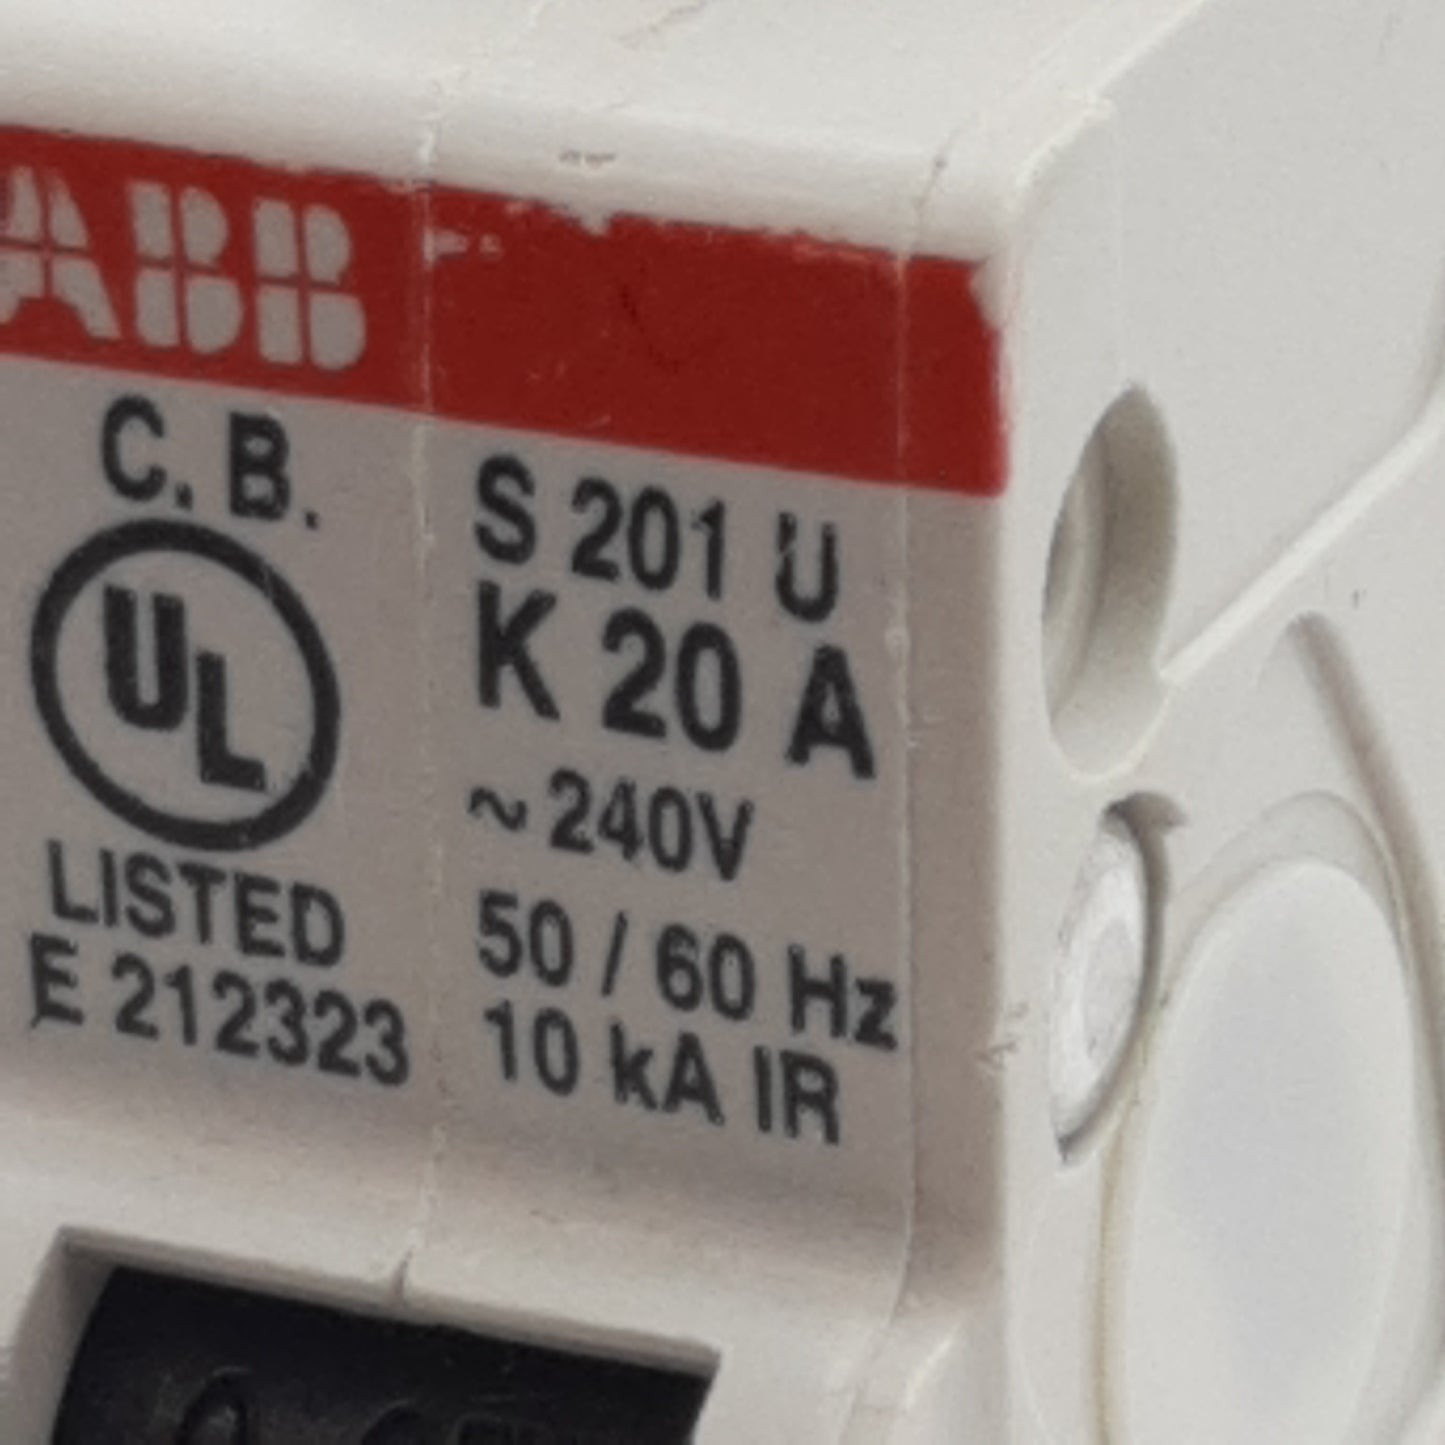 ABB
C.B.
UL
LISTED
E 212323
S 201 U
K 20 A
~240V
50 / 60 Hz
10 kA IR